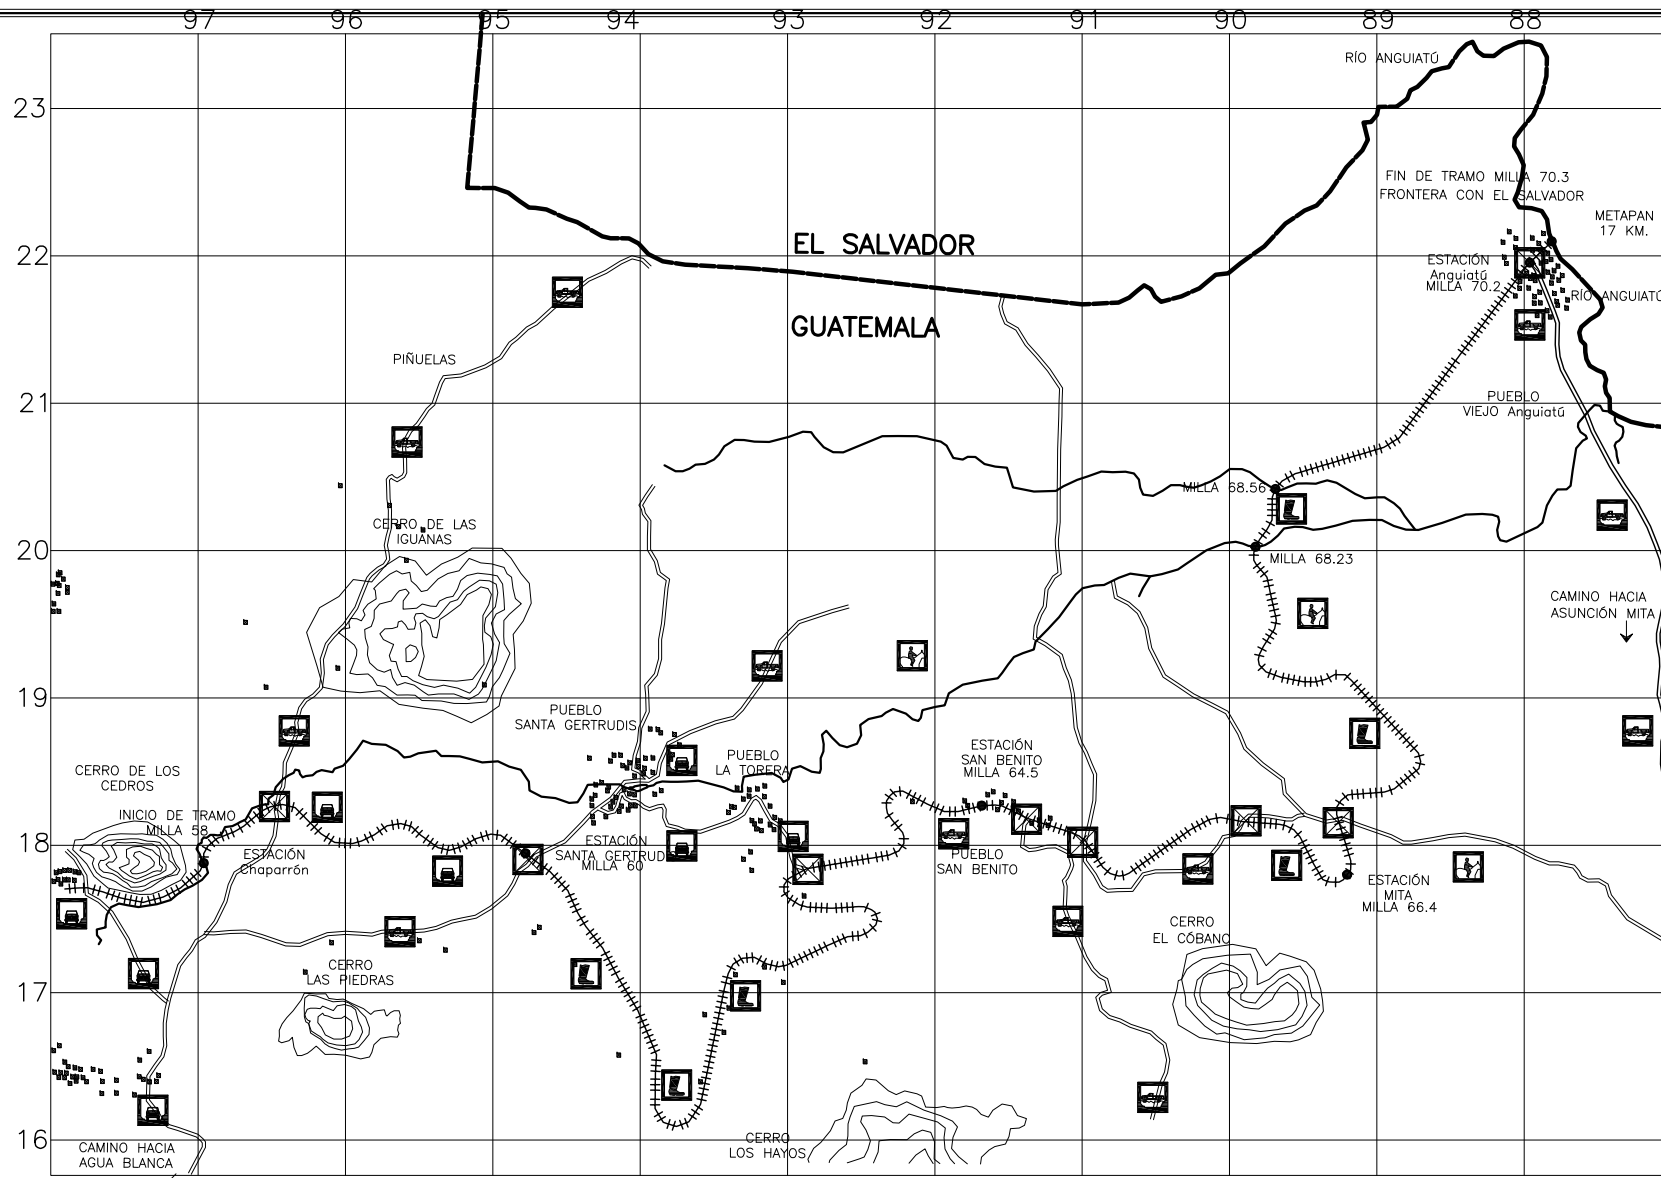 97 96 95 94 93 92 91 90 89 88
RÍO ANGUIATÚ
23
FIN DE TRAMO MILLA 70.3
FRONTERA CON EL SALVADOR
METAPAN
17 KM.
EL SALVADOR
22
ESTACIÓN
Anguiatú
MILLA 70.2
RÍO ANGUIATÚ
GUATEMALA
PIÑUELAS
21
PUEBLO
VIEJO Anguiatú
MILLA 68.56
CERRO DE LAS
IGUANAS
20
MILLA 68.23
CAMINO HACIA
ASUNCIÓN MITA
19
PUEBLO
SANTA GERTRUDIS
PUEBLO
LA TORERA
ESTACIÓN
SAN BENITO
MILLA 64.5
CERRO DE LOS
CEDROS
INICIO DE TRAMO
MILLA 58
18
ESTACIÓN
Chaparrón
ESTACIÓN
SANTA GERTRUD
MILLA 60
PUEBLO
SAN BENITO
ESTACIÓN
MITA
MILLA 66.4
CERRO
EL CÓBANO
CERRO
LAS PIEDRAS
17
16
CAMINO HACIA
AGUA BLANCA
CERRO
LOS HAYOS